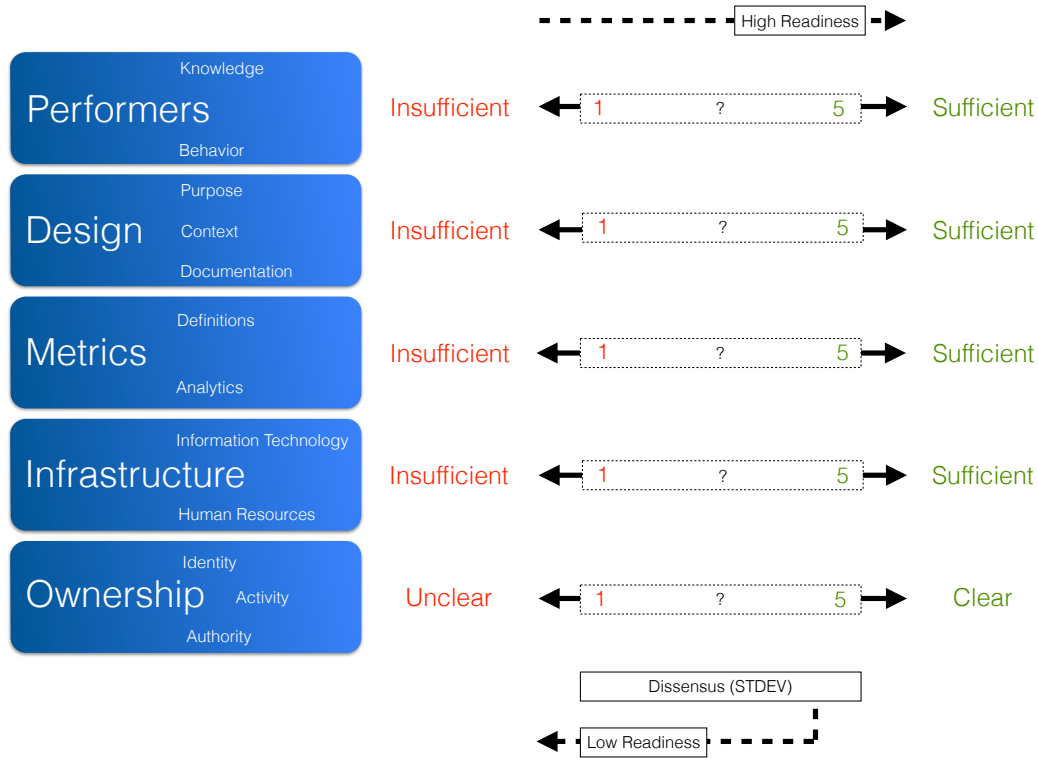 High Readiness
Knowledge
Performers
Behavior
Insufficient
1 ? 5
Sufficient
Purpose
Design
Context
Documentation
Insufficient
1 ? 5
Sufficient
Definitions
Metrics
Analytics
Insufficient
1 ? 5
Sufficient
Information Technology
Infrastructure
Human Resources
Insufficient
1 ? 5
Sufficient
Identity
Ownership
Activity
Authority
Unclear
1 ? 5
Clear
Dissensus (STDEV)
Low Readiness